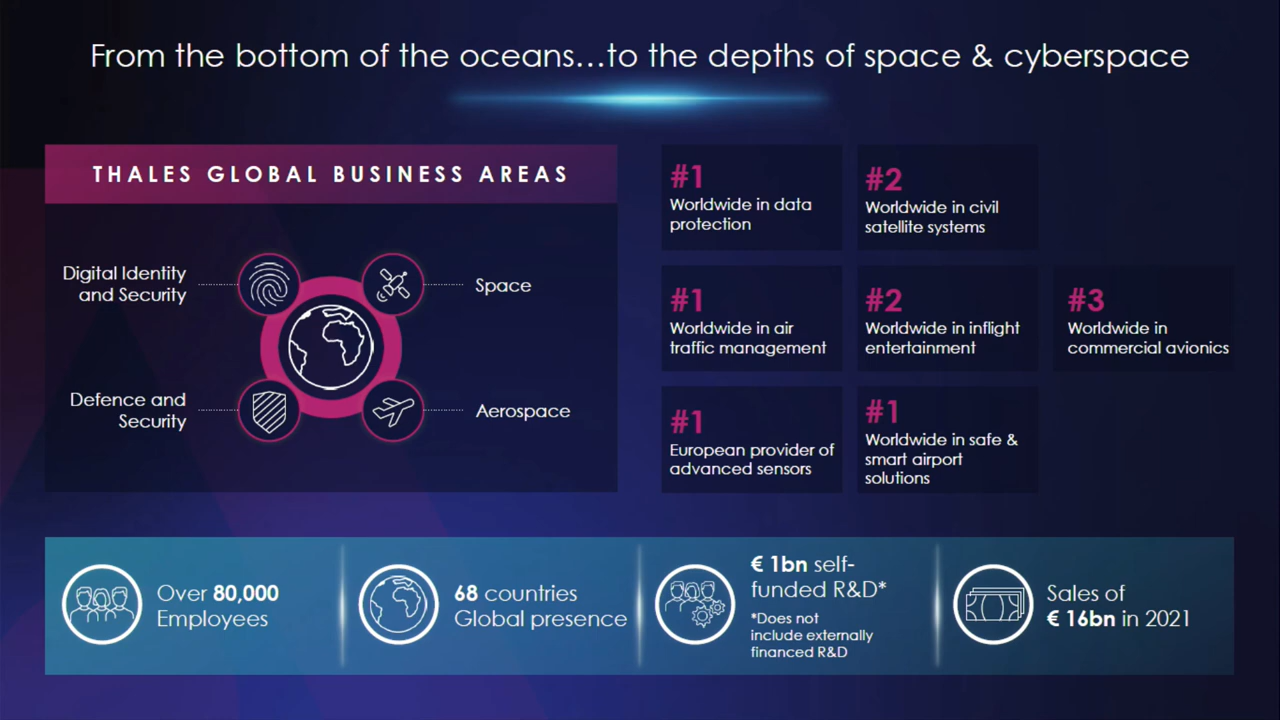 From the bottom of the oceans...to the depths of space & cyberspace
THALES GLOBAL BUSINESS AREAS
Digital Identity
and Security
Space
Defence and
Security
Aerospace
#1
Worldwide in data
protection
#2
Worldwide in civil
satellite systems
#1
Worldwide in air
traffic management
#2
Worldwide in inflight
entertainment
#3
Worldwide in
commercial avionics
#1
European provider of
advanced sensors
#1
Worldwide in safe &
smart airport
solutions
Over 80,000
Employees
68 countries
Global presence
€ 1bn self-
funded R&D*
*Does not
include externally
financed R&D
Sales of
€ 16bn in 2021